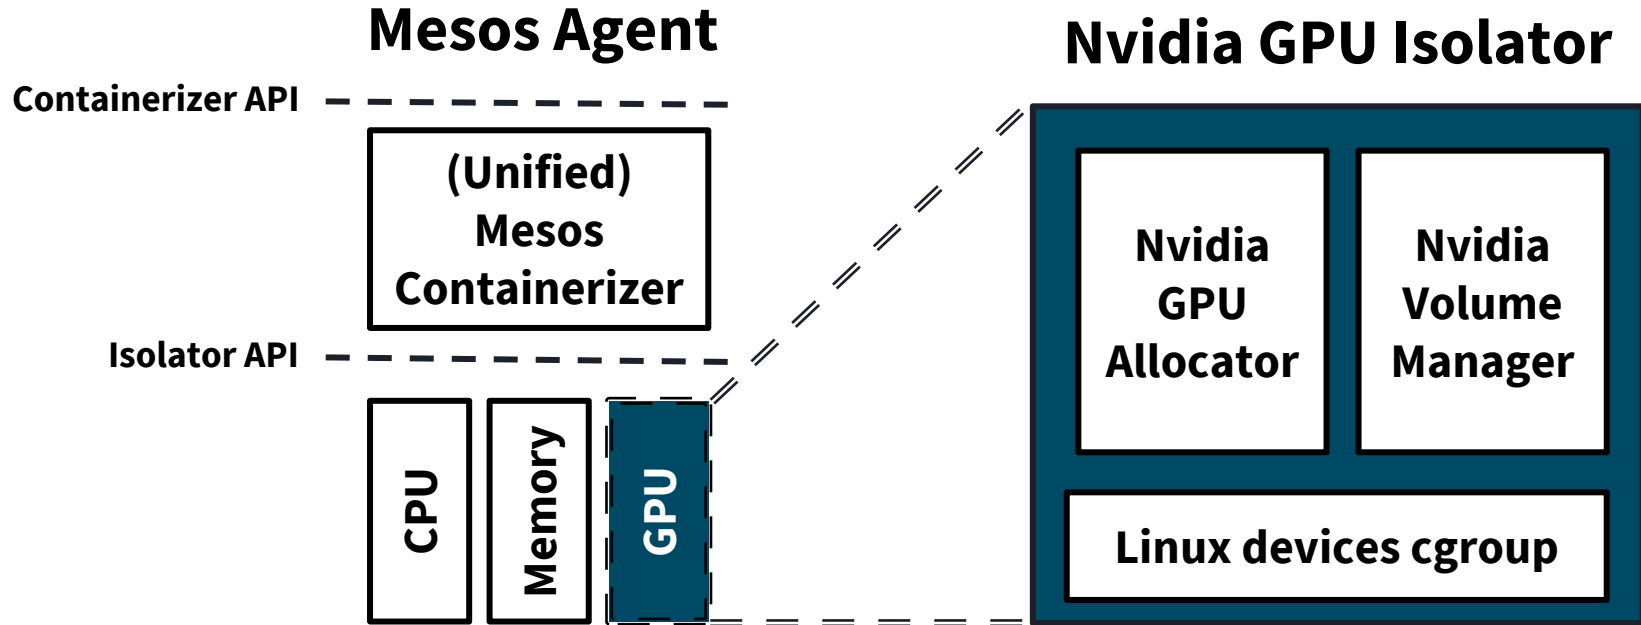 Mesos Agent
Containerizer API
(Unified)
Mesos
Containerizer
Isolator API
CPU
Memory
GPU
Nvidia GPU Isolator
Nvidia
GPU
Allocator
Nvidia
Volume
Manager
Linux devices cgroup